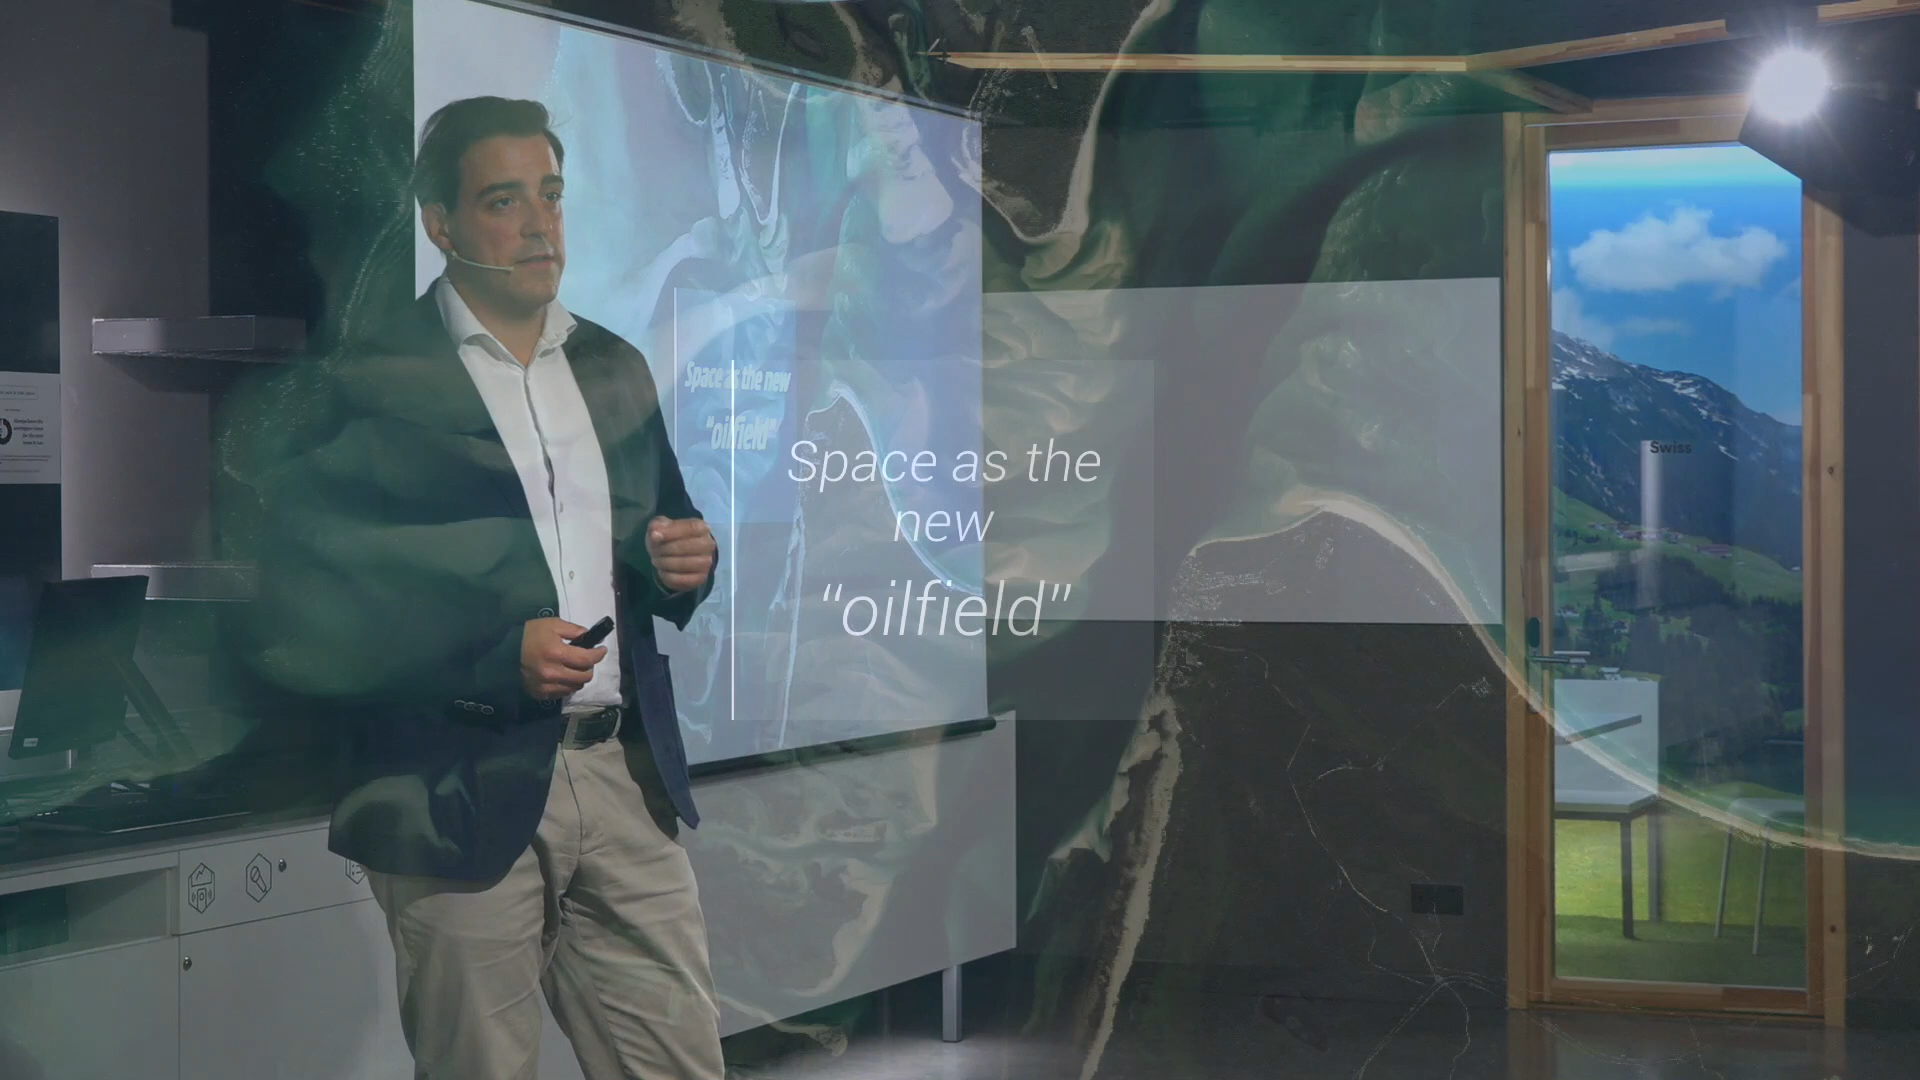 Space as the new
“oilfield”
Space as the
new
“oilfield”
Swiss